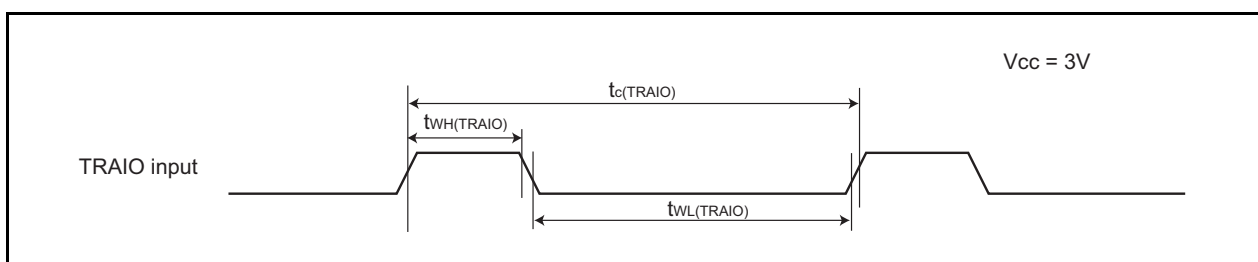 Vcc = 3V
tc(TRAIO)
tWH(TRAIO)
TRAIO input
tWL(TRAIO)